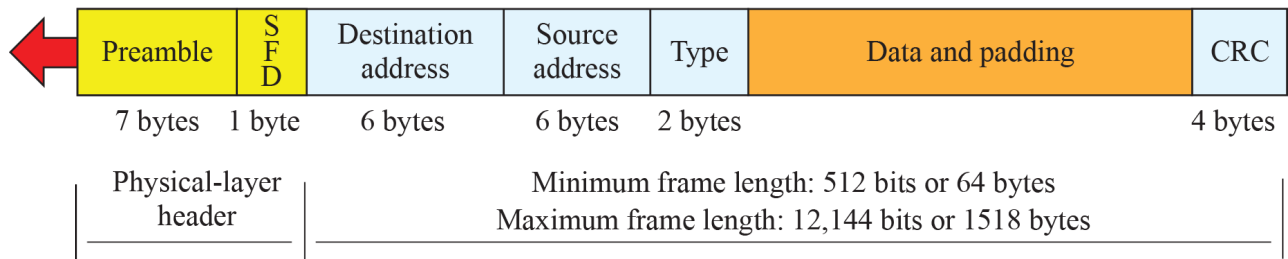 Preamble
S
F
D
Destination
address
Source
address
Type
Data and padding
CRC
7 bytes
1 byte
6 bytes
6 bytes
2 bytes
4 bytes
Physical-layer
header
Minimum frame length: 512 bits or 64 bytes
Maximum frame length: 12,144 bits or 1518 bytes